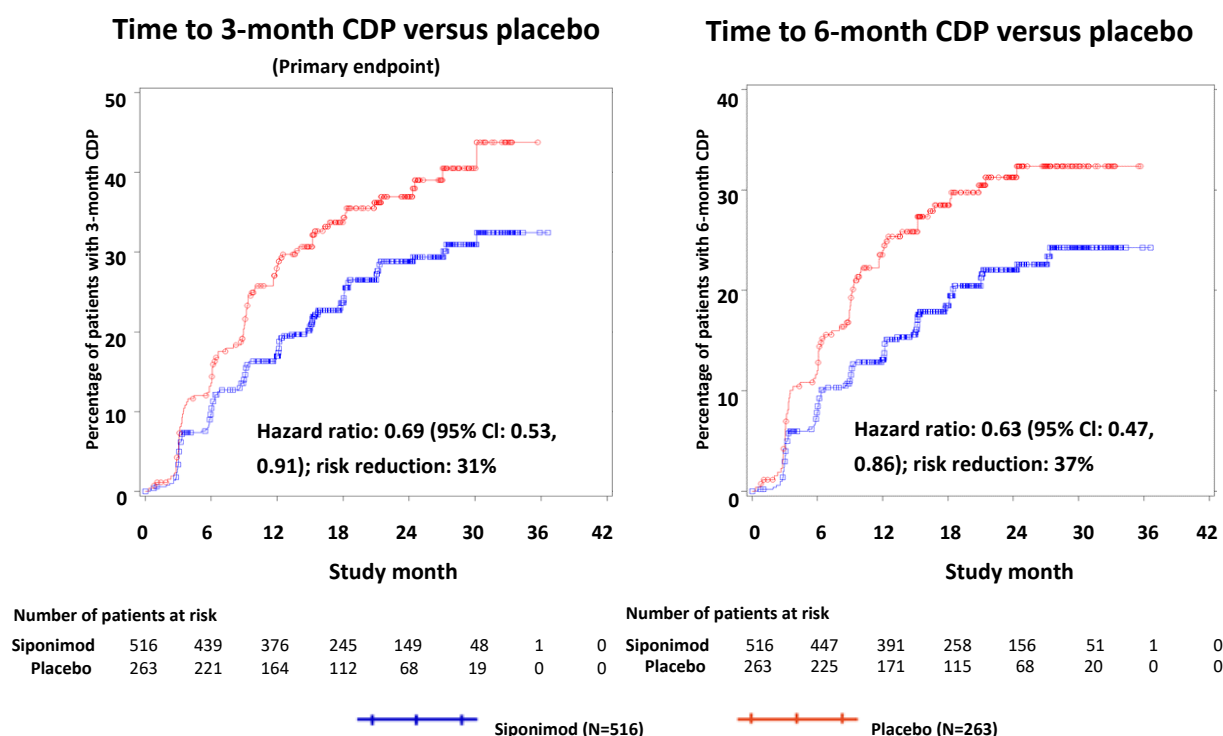 Time to 3-month CDP versus placebo
(Primary endpoint)
Percentage of patients with 3-month CDP
50
40
30
20
10
0
Hazard ratio: 0.69 (95% CI: 0.53,
0.91); risk reduction: 31%
0 6 12 18 24 30 36 42
Study month
Number of patients at risk
Siponimod 516 439 376 245 149 48 1 0
Placebo 263 221 164 112 68 19 0 0
Time to 6-month CDP versus placebo
Percentage of patients with 6-month CDP
40
30
20
10
0
Hazard ratio: 0.63 (95% CI: 0.47,
0.86); risk reduction: 37%
0 6 12 18 24 30 36 42
Study month
Number of patients at risk
Siponimod 516 447 391 258 156 51 1 0
Placebo 263 225 171 115 68 20 0 0
Siponimod (N=516)
Placebo (N=263)